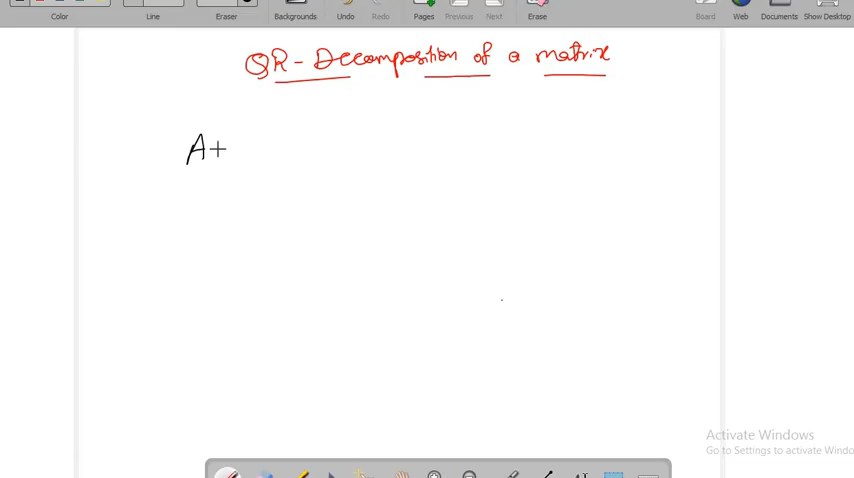 Color Line Eraser Backgrounds Undo Redo Pages Previous Next Erase Board Web Documents Show Desktop
QR - Decomposition of a matrix
A+
Activate Windows
Go to Settings to activate Windo